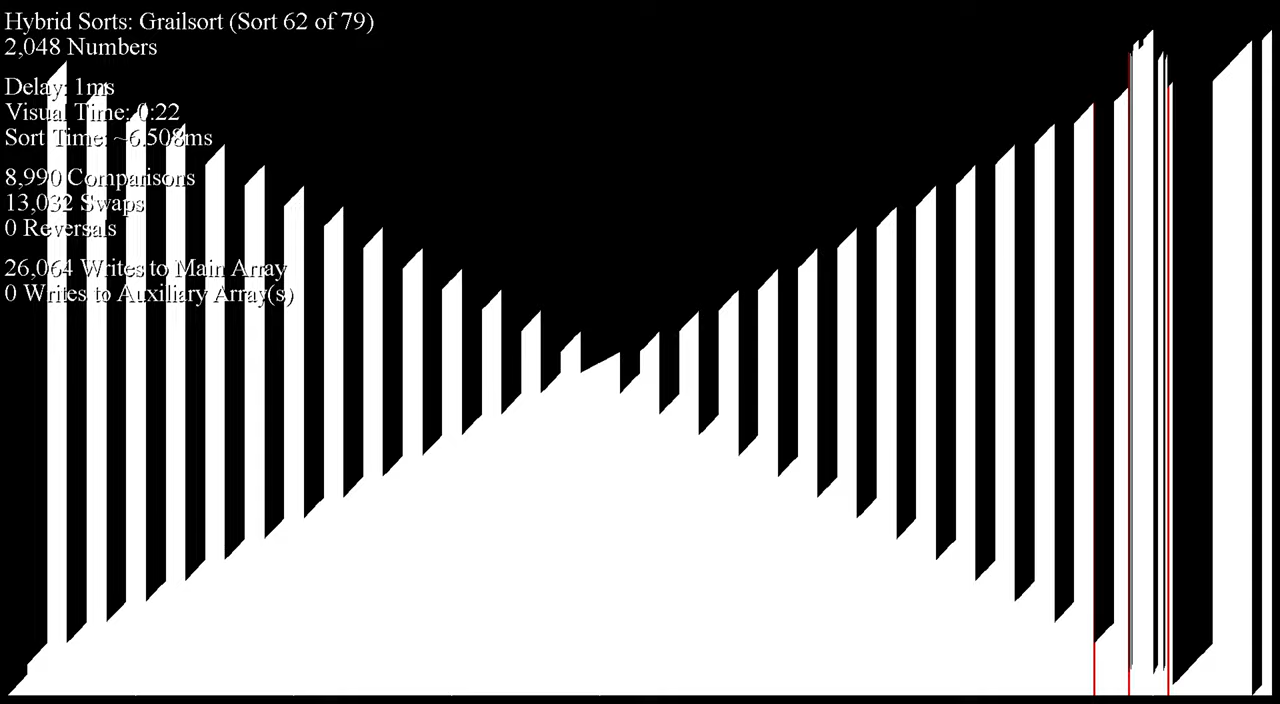 Hybrid Sorts: Grailsort (Sort 62 of 79)
2,048 Numbers
Delay: 1ms
Visual Time: 0:22
Sort Time: ~6.508ms
8,990 Comparisons
13,032 Swaps
0 Reversals
26,064 Writes to Main Array
0 Writes to Auxiliary Array(s)